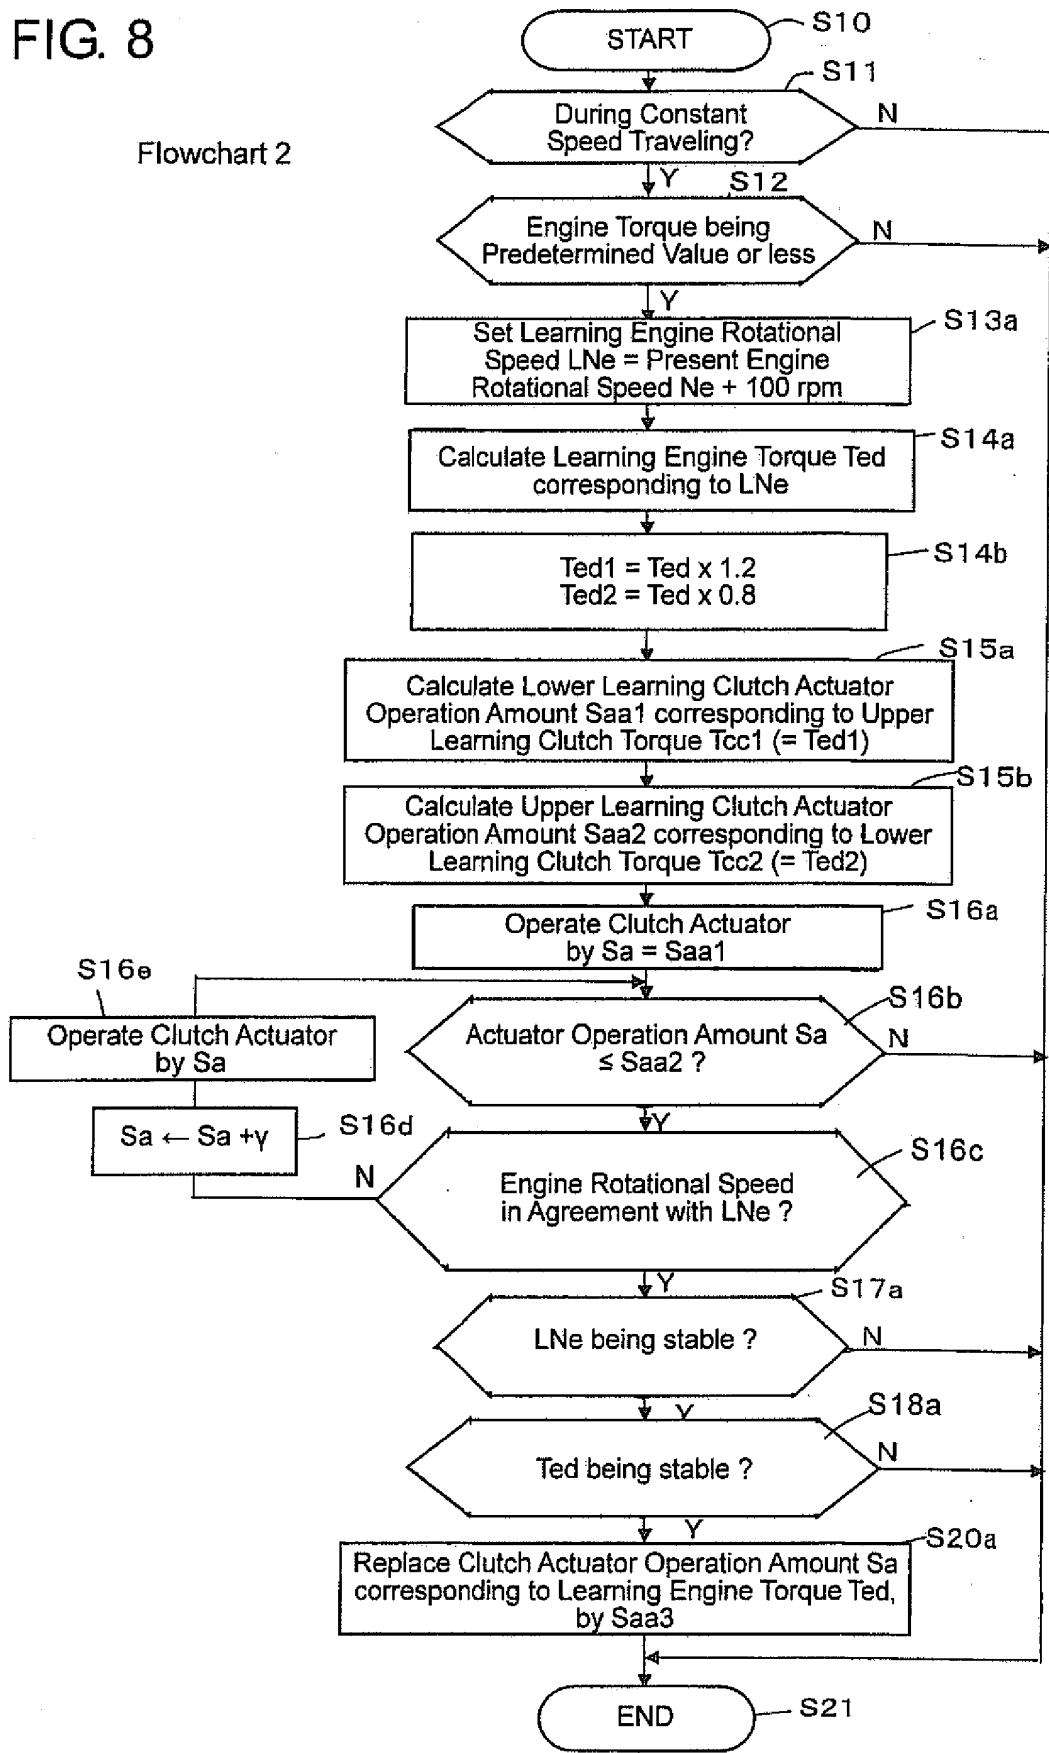 FIG. 8
START
S10
S11
During Constant
Speed Traveling?
N
Flowchart 2
Y
S12
Engine Torque being
Predetermined Value or less
N
Y
S13a
Set Learning Engine Rotational
Speed LNe = Present Engine
Rotational Speed Ne + 100 rpm
S14a
Calculate Learning Engine Torque Ted
corresponding to LNe
S14b
Ted1 = Ted x 1.2
Ted2 = Ted x 0.8
S15a
Calculate Lower Learning Clutch Actuator
Operation Amount Saa1 corresponding to Upper
Learning Clutch Torque Tcc1 (= Ted1)
S15b
Calculate Upper Learning Clutch Actuator
Operation Amount Saa2 corresponding to Lower
Learning Clutch Torque Tcc2 (= Ted2)
S16a
Operate Clutch Actuator
by Sa = Saa1
S16e
Operate Clutch Actuator
by Sa
S16b
Actuator Operation Amount Sa
≤ Saa2 ?
N
Y
Sa ← Sa +γ
S16d
S16c
N
Engine Rotational Speed
in Agreement with LNe ?
Y
S17a
LNe being stable ?
N
Y
S18a
Ted being stable ?
N
Y
S20a
Replace Clutch Actuator Operation Amount Sa
corresponding to Learning Engine Torque Ted,
by Saa3
END
S21